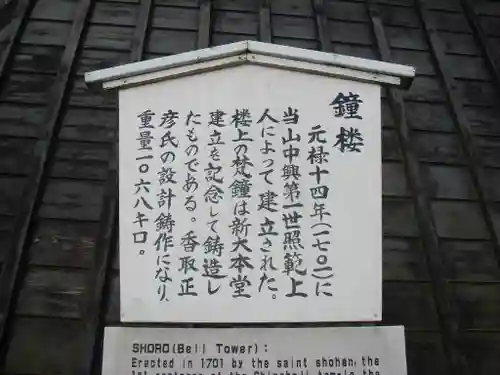 鐘楼
元禄十四年(一七〇一)に
当山中興第一世照範上
人によって建立された。
楼上の梵鐘は新大本堂
建立を記念して鋳造し
たものである。香取正
彦氏の設計鋳作になり、
重量一〇六八キロ。
SHORO(Bell Tower):
Erected in 1701 by the saint shohan, the